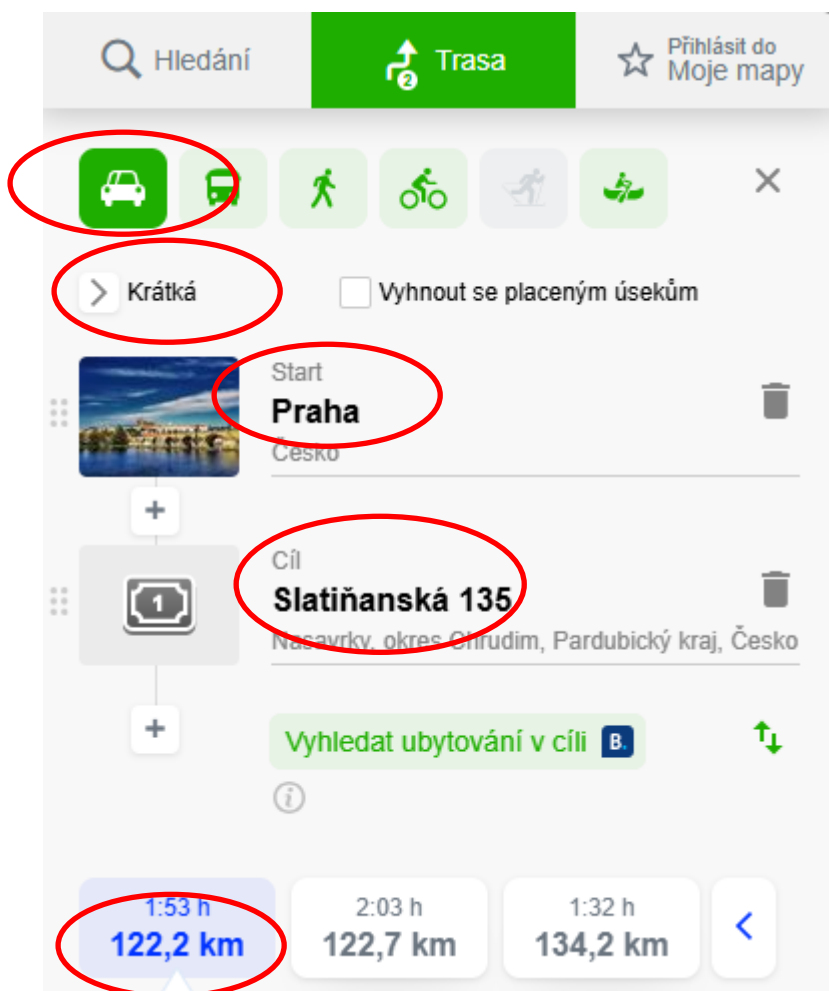 Hledání
Trasa
2
Přihlásit do
Moje mapy
Krátká
Vyhnout se placeným úsekům
Start
Praha
Česko
Cíl
1
Slatiňanská 135
Nasavrky, okres Chrudim, Pardubický kraj, Česko
Vyhledat ubytování v cíli B.
i
1:53 h
122,2 km
2:03 h
122,7 km
1:32 h
134,2 km